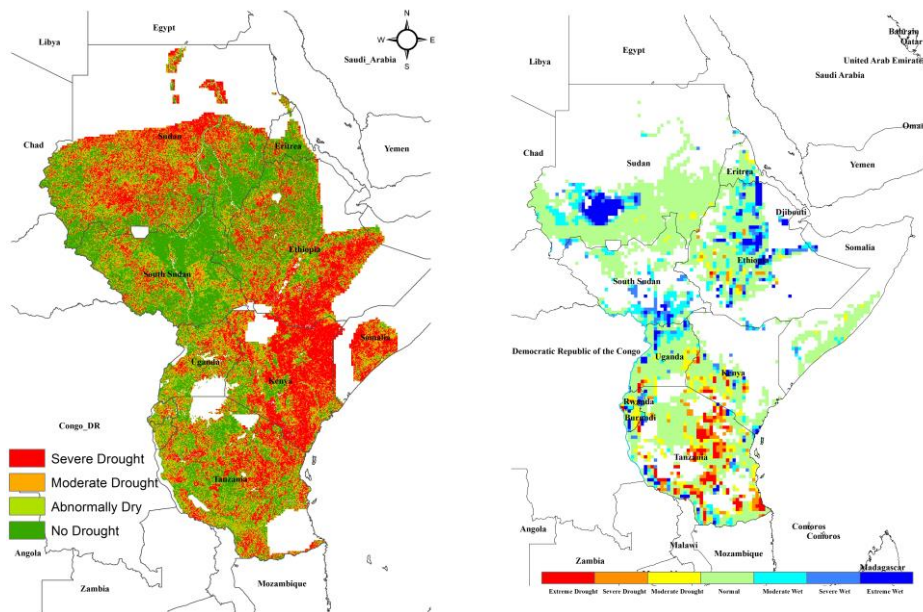 Egypt
Libya
N
W E
S
Saudi_Arabia
Chad
Sudan
Eritrea
Yemen
Ethiopia
South Sudan
Somalia
Uganda
Kenya
Congo_DR
Tanzania
Severe Drought
Moderate Drought
Abnormally Dry
No Drought
Angola
Zambia
Mozambique
Bahrain
Qatar
United Arab Emirates
Egypt
Libya
Saudi Arabia
Chad
Sudan
Eritrea
Yemen
Djibouti
Somalia
Ethiopia
South Sudan
Democratic Republic of the Congo
Uganda
Kenya
Rwanda
Burundi
Tanzania
Angola
Zambia
Malawi
Mozambique
Comoros
Comoros
Madagascar
Extreme Drought Severe Drought Moderate Drought Normal Moderate Wet Severe Wet Extreme Wet